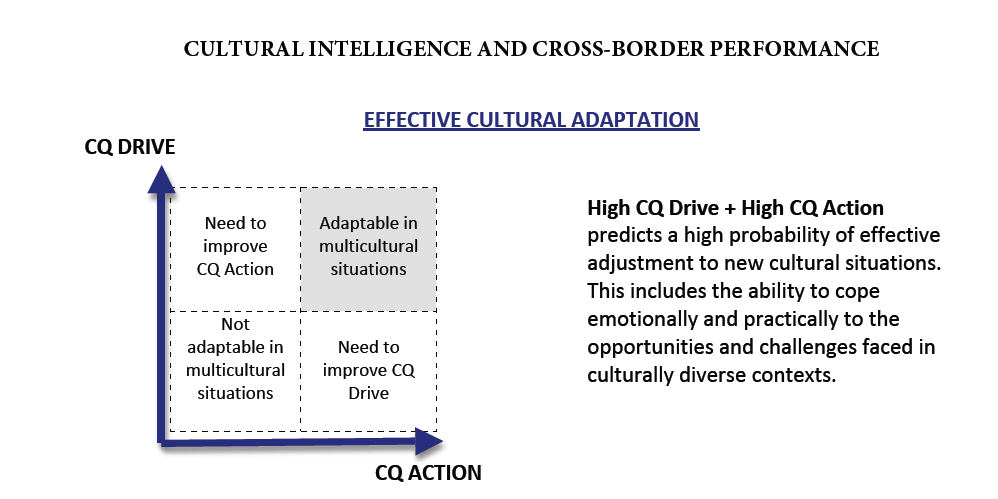 CULTURAL INTELLIGENCE AND CROSS-BORDER PERFORMANCE
EFFECTIVE CULTURAL ADAPTATION
CQ DRIVE
Need to
improve
CQ Action
Adaptable in
multicultural
situations
Not
adaptable in
multicultural
situations
Need to
improve CQ
Drive
CQ ACTION
High CQ Drive + High CQ Action
predicts a high probability of effective
adjustment to new cultural situations.
This includes the ability to cope
emotionally and practically to the
opportunities and challenges faced in
culturally diverse contexts.